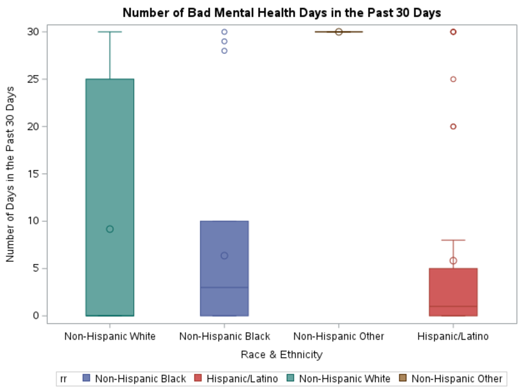 Number of Bad Mental Health Days in the Past 30 Days
Number of Days in the Past 30 Days
30
25
20
15
10
5
0
Non-Hispanic White Non-Hispanic Black Non-Hispanic Other Hispanic/Latino
Race & Ethnicity
rr Non-Hispanic Black Hispanic/Latino Non-Hispanic White Non-Hispanic Other